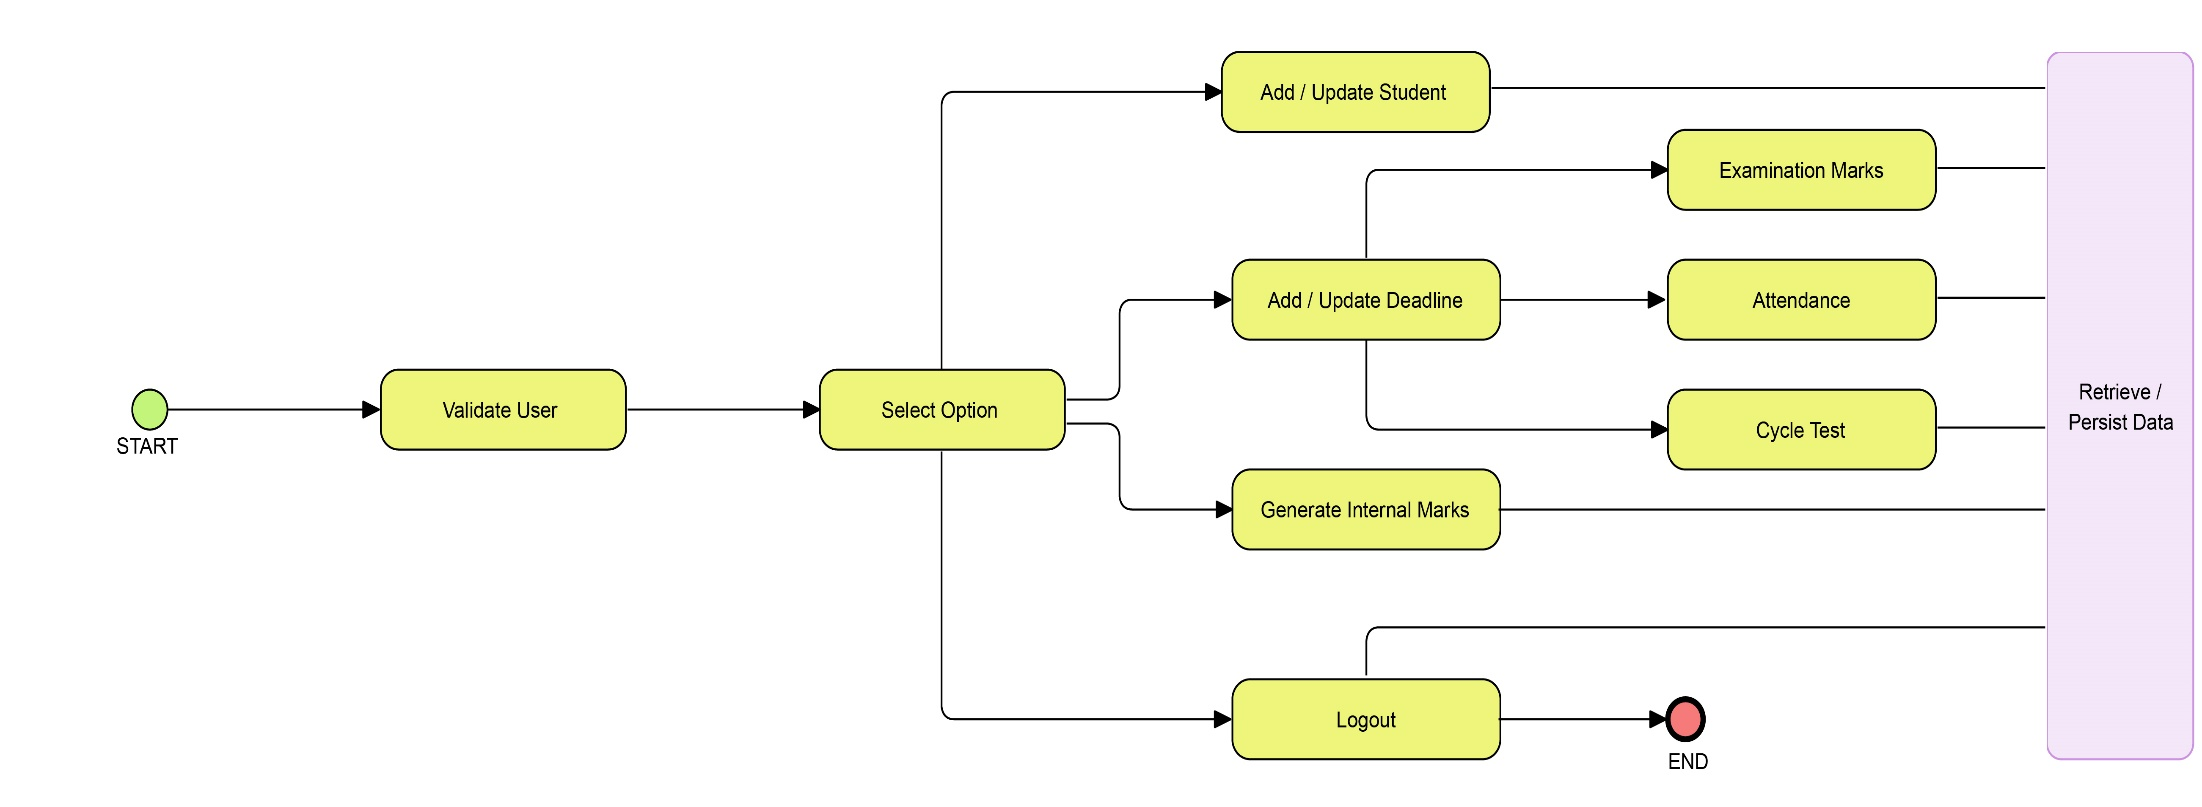 Add / Update Student
Examination Marks
Add / Update Deadline
Attendance
Retrieve /
Persist Data
Validate User
Select Option
Cycle Test
START
Generate Internal Marks
Logout
END